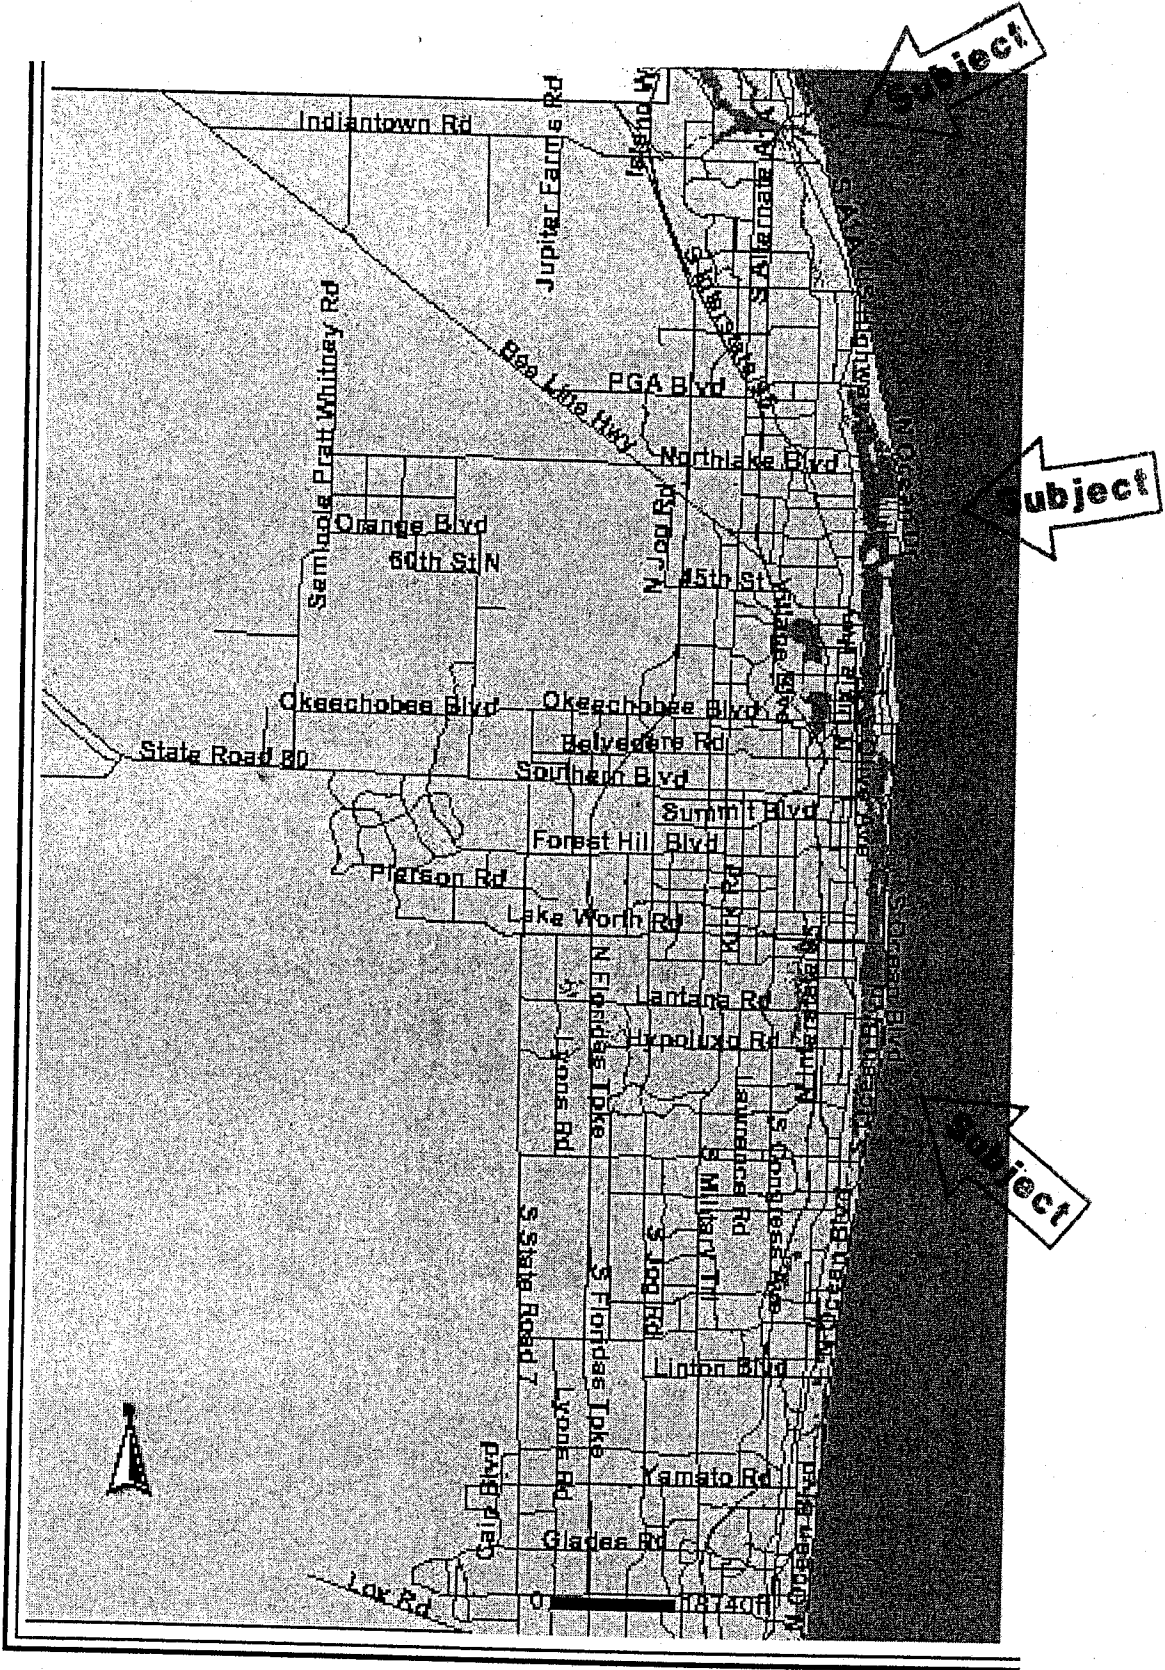 Subject
Indiantown Rd
Jupiter Farms Rd
S Alternate A1A
Seminole Pratt Whitney Rd
Bee Line Hwy
PGA Blvd
Northlake Blvd
Subject
N Jog Rd
Orange Blvd
60th St N
45th St
Okeechobee Blvd
Okeechobee Blvd
Belvedere Rd
State Road 80
Southern Blvd
Summit Blvd
Forest Hill Blvd
Pierson Rd
Kirk Rd
Lake Worth Rd
N Floridas Tpke
Lantana Rd
Hypoluxo Rd
Lyons Rd
Subject
S Military Trl
S Congress Ave
S State Road 7
S Jog Rd
S Floridas Tpke
N Ocean Blvd
Linton Blvd
Lyons Rd
Yamato Rd
Cain Blvd
Glades Rd
N Ocean Blvd
Lox Rd
0
18740ft